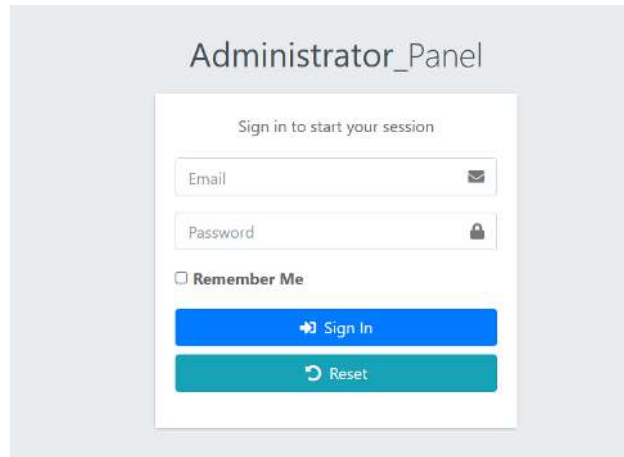 Administrator_Panel
Sign in to start your session
Email
Password
Remember Me
Sign In
Reset